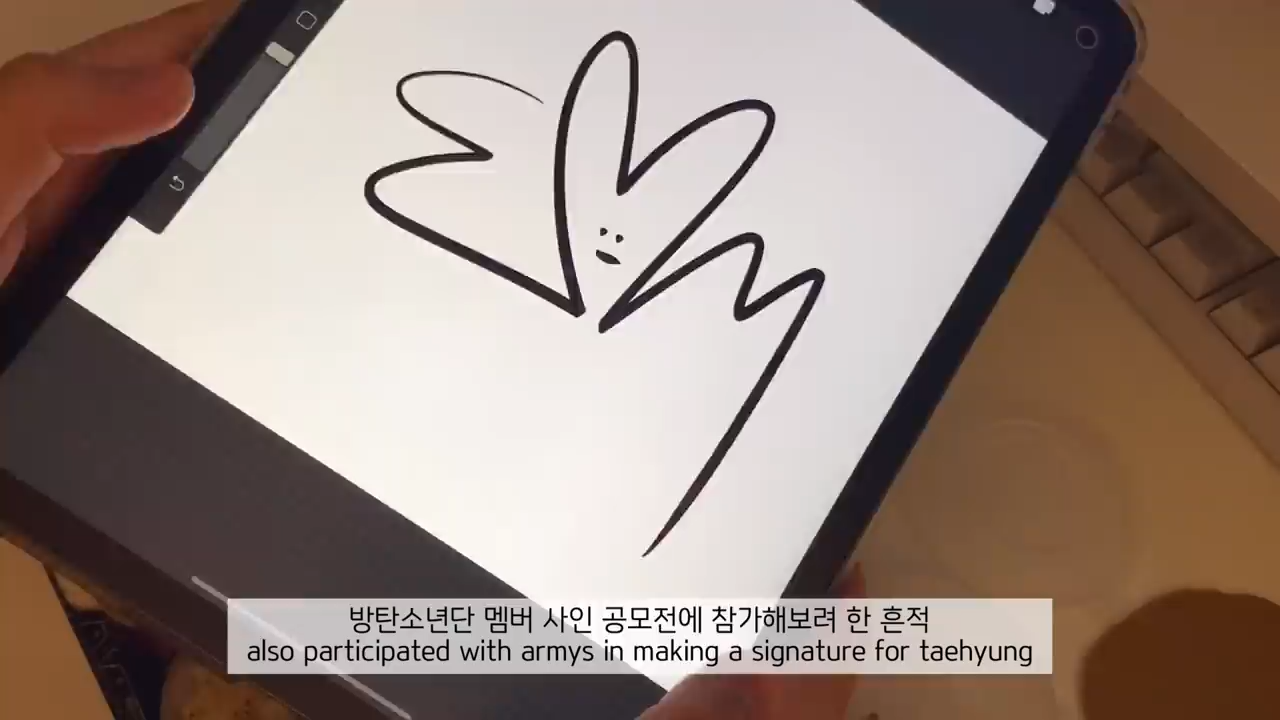 방탄소년단 멤버 사인 공모전에 참가해보려 한 흔적
also participated with armys in making a signature for taehyung